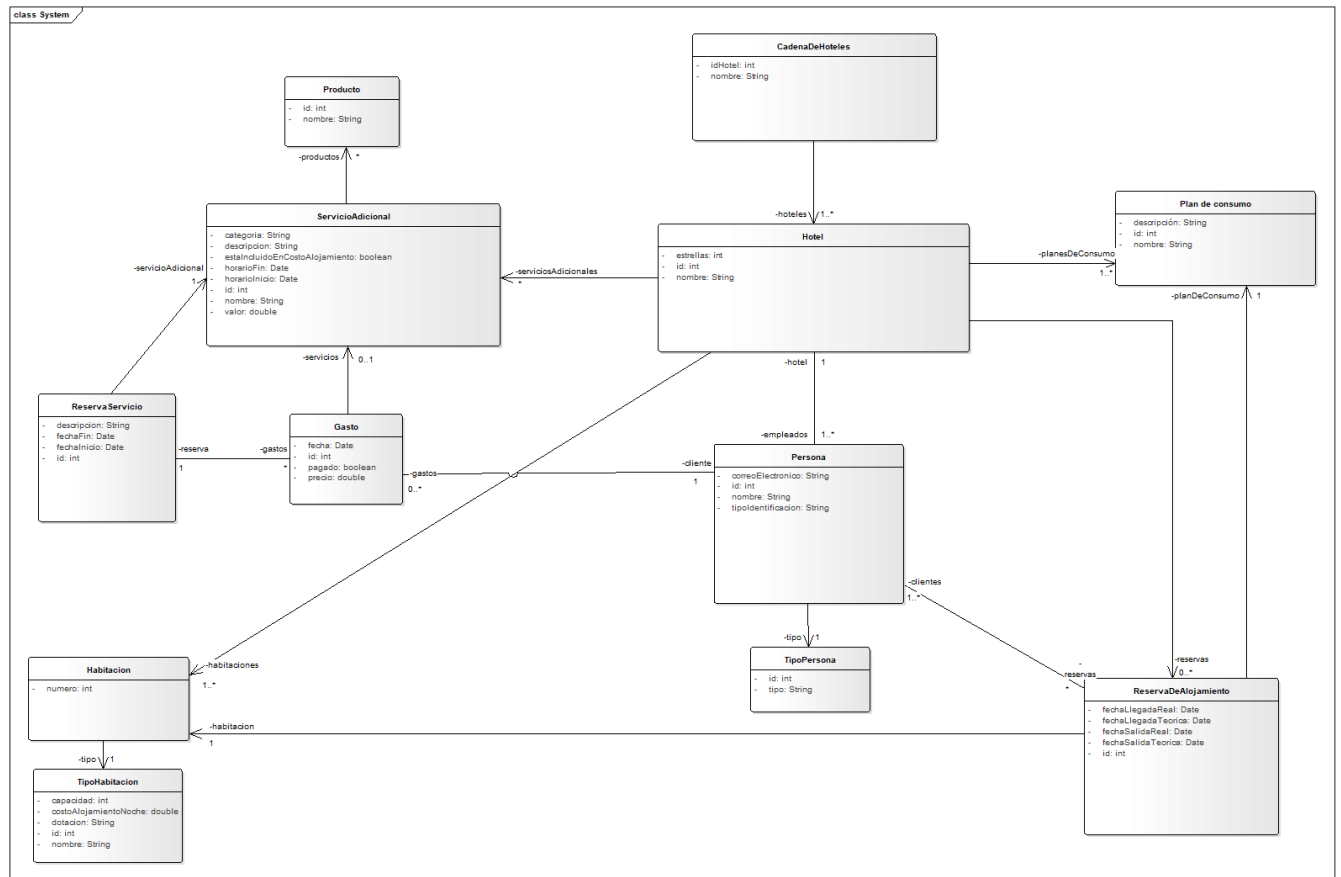 class System
CadenaDeHoteles
- idHotel: int
- nombre: String
Producto
- id: int
- nombre: String
-productos *
ServicioAdicional
- categoria: String
- descripcion: String
- estaIncluidoEnCostoAlojamiento: boolean
- horarioFin: Date
- horarioInicio: Date
- id: int
- nombre: String
- valor: double
-hoteles 1..*
Hotel
- estrellas: int
- id: int
- nombre: String
Plan de consumo
- descripción: String
- id: int
- nombre: String
-planesDeConsumo
1..*
-planDeConsumo 1
-servicioAdicional
1
-serviciosAdicionales
*
-servicios 0..1
-hotel 1
ReservaServicio
- descripcion: String
- fechaFin: Date
- fechaInicio: Date
- id: int
-reserva
1
-gastos
*
Gasto
- fecha: Date
- id: int
- pagado: boolean
- precio: double
-gastos
0..*
-cliente
1
-empleados 1..*
Persona
- correoElectronico: String
- id: int
- nombre: String
- tipoIdentificacion: String
-clientes
1..*
-tipo 1
TipoPersona
- id: int
- tipo: String
-
reservas
*
-reservas
0..*
ReservaDeAlojamiento
- fechaLlegadaReal: Date
- fechaLlegadaTeorica: Date
- fechaSalidaReal: Date
- fechaSalidaTeorica: Date
- id: int
Habitacion
- numero: int
-habitaciones
1..*
-habitacion
1
-tipo 1
TipoHabitacion
- capacidad: int
- costoAlojamientoNoche: double
- dotacion: String
- id: int
- nombre: String